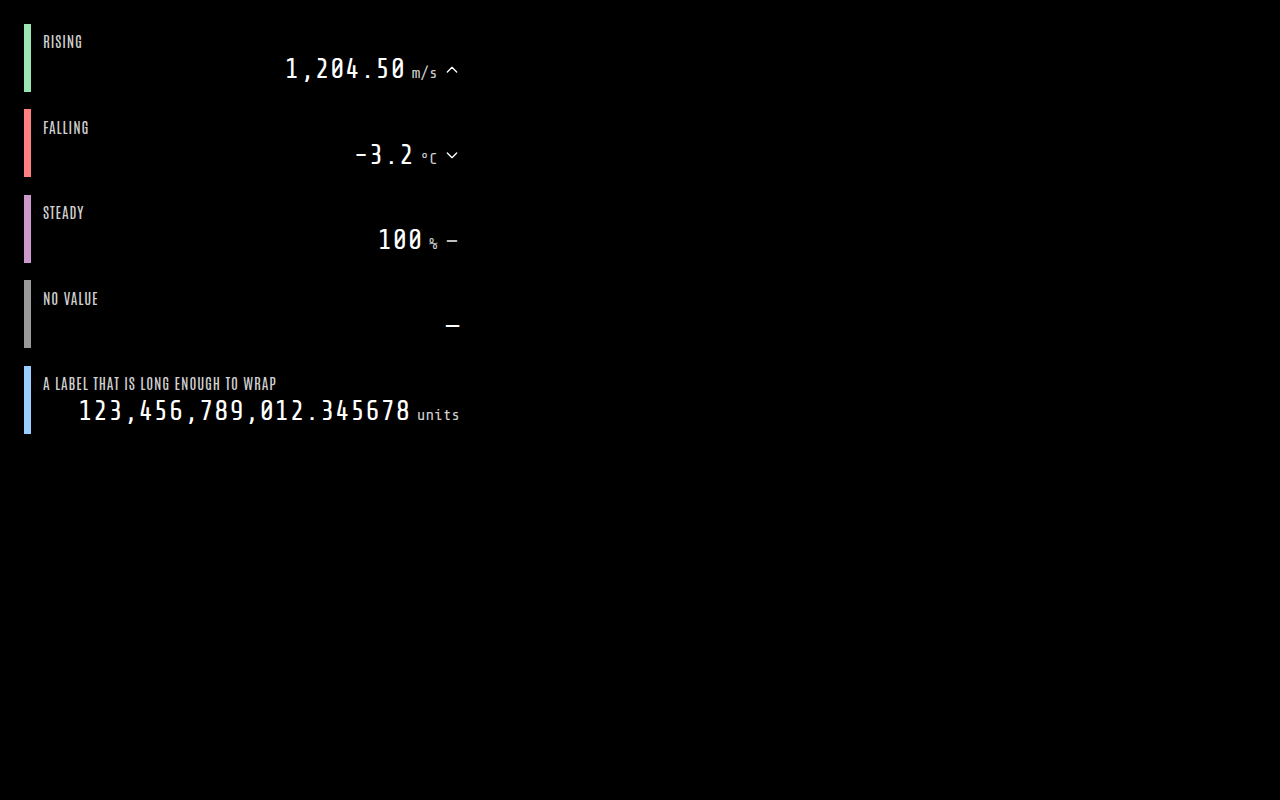 RISING
1,204.50 m/s
FALLING
−3.2 °C
STEADY
100 %
NO VALUE
—
A LABEL THAT IS LONG ENOUGH TO WRAP
123,456,789,012.345678 units